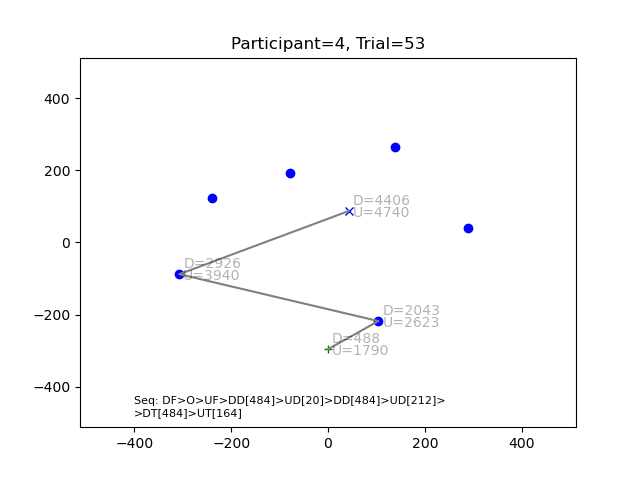 Participant=4, Trial=53
400
200
0
−200
−400
D=4406
U=4740
D=2926
U=3940
D=2043
U=2623
D=488
U=1790
Seq: DF>O>UF>DD[484]>UD[20]>DD[484]>UD[212]>
>DT[484]>UT[164]
−400 −200 0 200 400